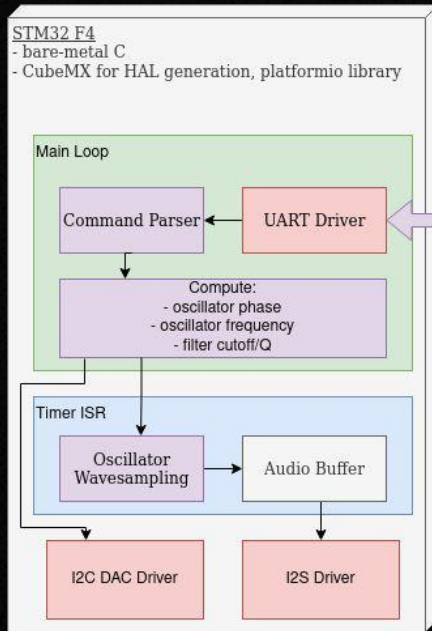 STM32 F4
- bare-metal C
- CubeMX for HAL generation, platformio library
Main Loop
Command Parser
UART Driver
Compute:
- oscillator phase
- oscillator frequency
- filter cutoff/Q
Timer ISR
Oscillator
Wavesampling
Audio Buffer
I2C DAC Driver
I2S Driver